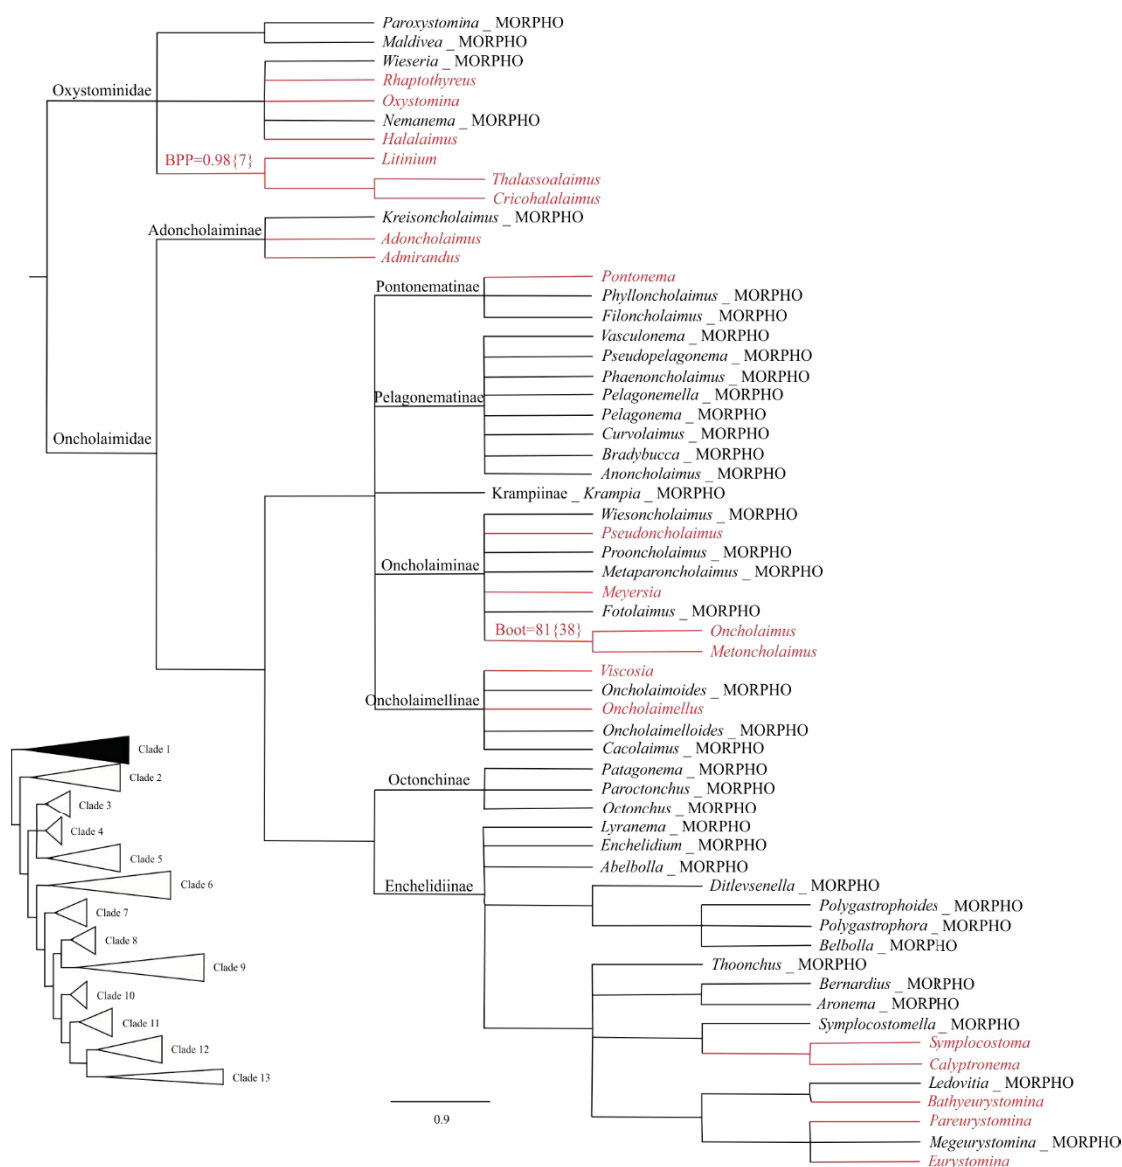 Paroxystomina _ MORPHO
Maldivea _ MORPHO
Wieseria _ MORPHO
Rhaptothyreus
Oxystominidae
Oxystomina
Nemanema _ MORPHO
Halalaimus
BPP=0.98{7}
Litinium
Thalassoalaimus
Cricohalalaimus
Kreisoncholaimus _ MORPHO
Adoncholaiminae
Adoncholaimus
Admirandus
Pontonema
Pontonematinae
Phylloncholaimus _ MORPHO
Filoncholaimus _ MORPHO
Vasculonema _ MORPHO
Pseudopelagonema _ MORPHO
Phaenoncholaimus _ MORPHO
Pelagonemella _ MORPHO
Pelagonematinae
Pelagonema _ MORPHO
Curvolaimus _ MORPHO
Oncholaimidae
Bradybucca _ MORPHO
Anoncholaimus _ MORPHO
Krampiinae _ Krampia _ MORPHO
Wiesoncholaimus _ MORPHO
Pseudoncholaimus
Prooncholaimus _ MORPHO
Oncholaiminae
Metaparoncholaimus _ MORPHO
Meyersia
Fotolaimus _ MORPHO
Boot=81{38}
Oncholaimus
Metoncholaimus
Viscosia
Oncholaimoides _ MORPHO
Oncholaimellinae
Oncholaimellus
Oncholaimelloides _ MORPHO
Cacolaimus _ MORPHO
Patagonema _ MORPHO
Octonchinae
Paroctonchus _ MORPHO
Octonchus _ MORPHO
Lyranema _ MORPHO
Enchelidium _ MORPHO
Abelbolla _ MORPHO
Enchelidiinae
Ditlevsenella _ MORPHO
Polygastrophoides _ MORPHO
Polygastrophora _ MORPHO
Belbolla _ MORPHO
Thoonchus _ MORPHO
Bernardius _ MORPHO
Aronema _ MORPHO
Symplocostomella _ MORPHO
Symplocostoma
Calyptronema
Ledovitia _ MORPHO
Bathyeurystomina
Pareurystomina
Megeurystomina _ MORPHO
Eurystomina
Clade 1
Clade 2
Clade 3
Clade 4
Clade 5
Clade 6
Clade 7
Clade 8
Clade 9
Clade 10
Clade 11
Clade 12
Clade 13
0.9